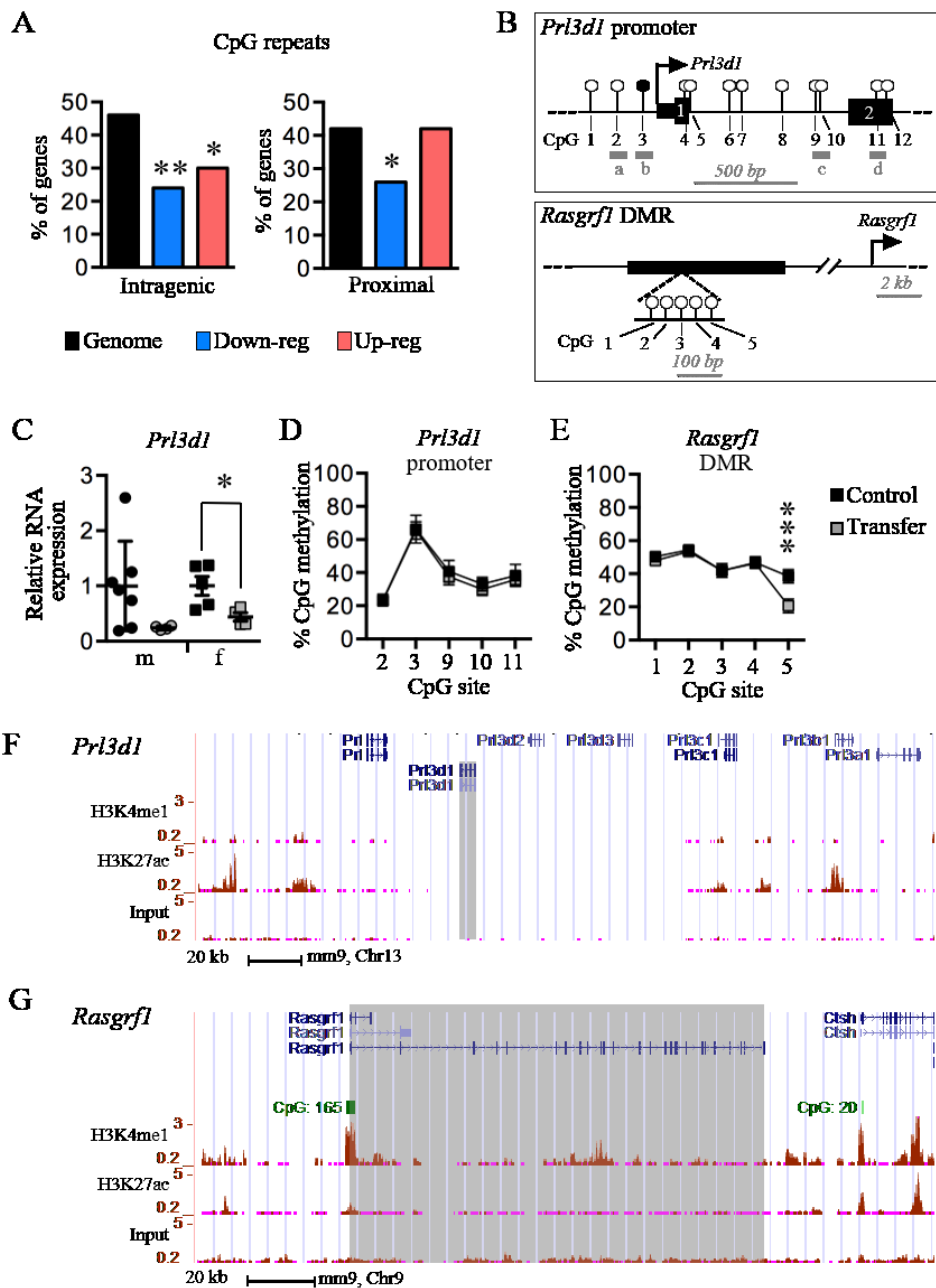 A
CpG repeats
% of genes
50
40
30
20
10
0
**
*
Intragenic
% of genes
50
40
30
20
10
0
*
Proximal
Genome
Down-reg
Up-reg
B
Prl3d1 promoter
Prl3d1
1
2
CpG 1 2 3 4 5 6 7 8 9 10 11 12
a b 500 bp c d
Rasgrf1 DMR
Rasgrf1
2 kb
CpG 1 2 3 4 5
100 bp
C
Prl3d1
Relative RNA
expression
3
2
1
0
*
m f
D
Prl3d1
promoter
% CpG methylation
100
80
60
40
20
0
2 3 9 10 11
CpG site
E
Rasgrf1
DMR
% CpG methylation
100
80
60
40
20
0
***
1 2 3 4 5
CpG site
Control
Transfer
F
Prl3d1
Prl Prl3d2 Prl3d3 Prl3c1 Prl3b1
Prl Prl3c1 Prl3a1
Prl3d1
Prl3d1
H3K4me1 3
0.2
H3K27ac 5
0.2
Input 5
0.2
20 kb mm9, Chr13
G
Rasgrf1
Rasgrf1 Ctsh
Rasgrf1 Ctsh
Rasgrf1
CpG: 165 CpG: 20
H3K4me1 3
0.2
H3K27ac 5
0.2
Input 5
0.2
20 kb mm9, Chr9